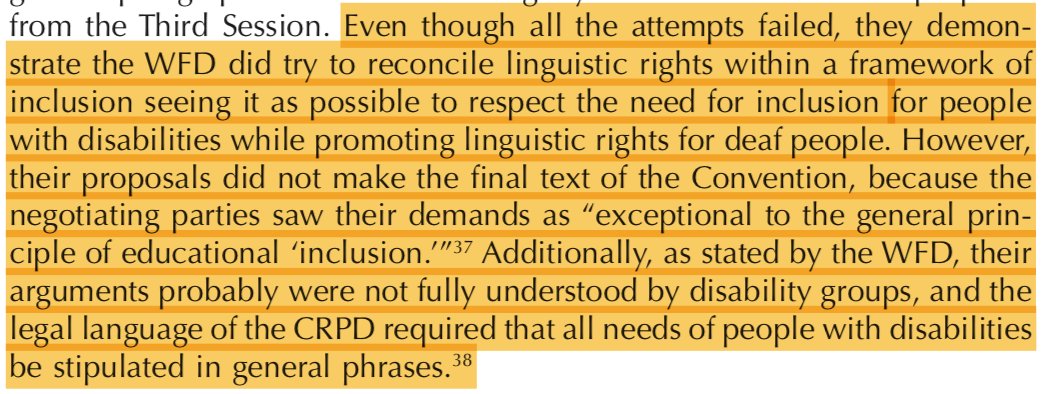 from the Third Session. Even though all the attempts failed, they demon-
strate the WFD did try to reconcile linguistic rights within a framework of
inclusion seeing it as possible to respect the need for inclusion for people
with disabilities while promoting linguistic rights for deaf people. However,
their proposals did not make the final text of the Convention, because the
negotiating parties saw their demands as “exceptional to the general prin-
ciple of educational ‘inclusion.’”37 Additionally, as stated by the WFD, their
arguments probably were not fully understood by disability groups, and the
legal language of the CRPD required that all needs of people with disabilities
be stipulated in general phrases.38